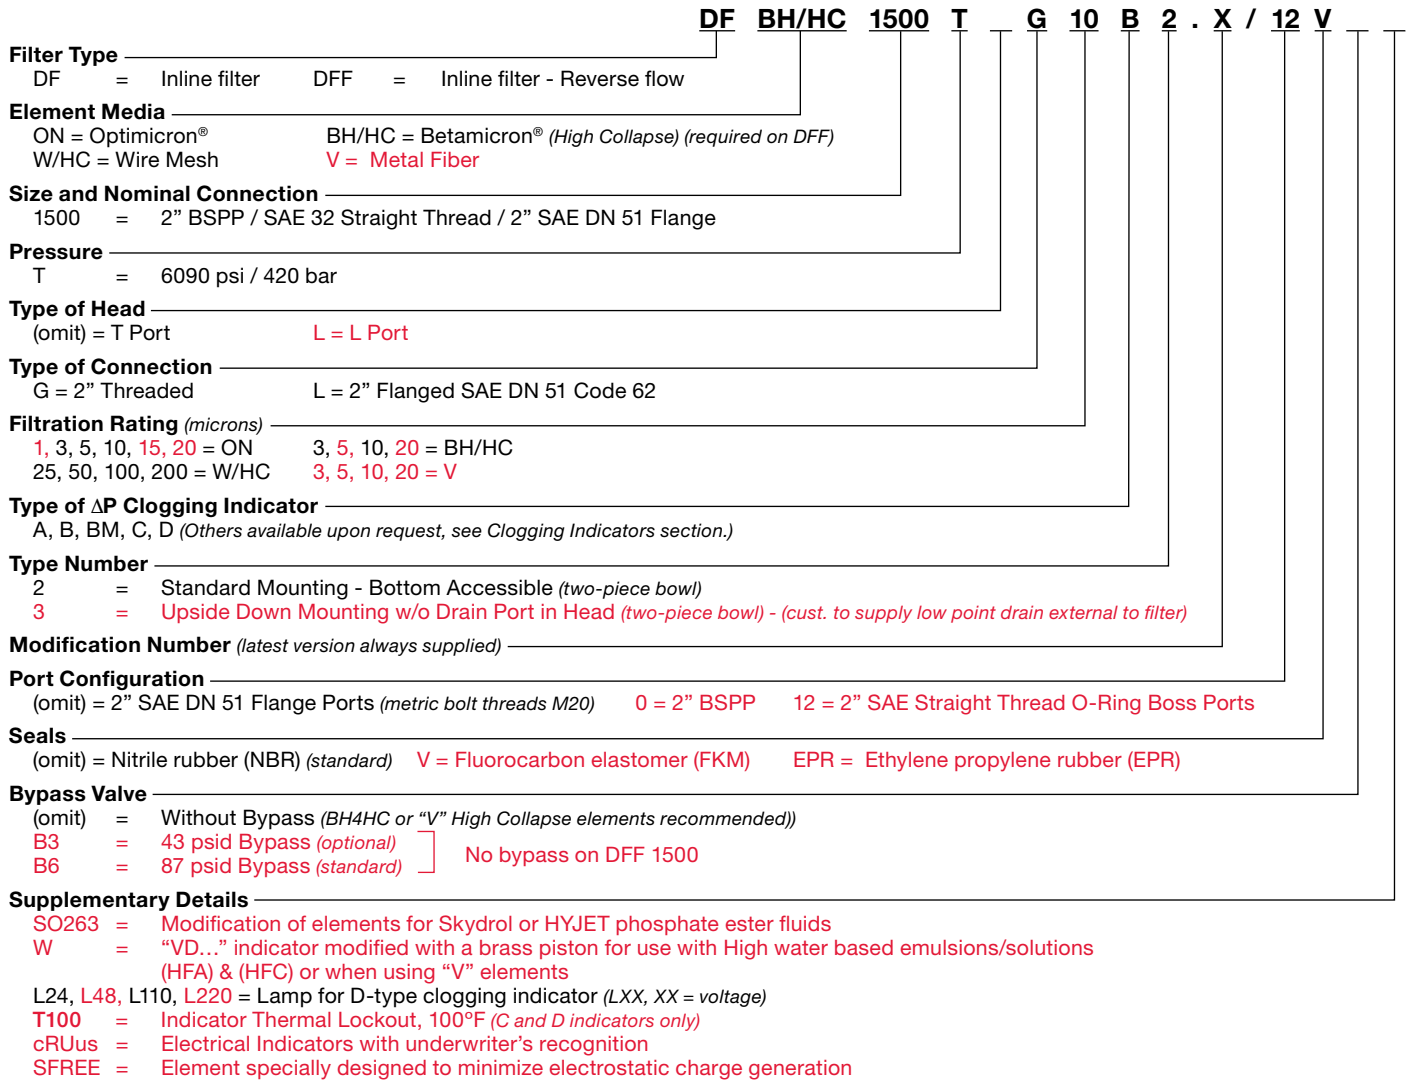 DF BH/HC 1500 T _ G 10 B 2 . X / 12 V _ _
Filter Type
DF = Inline filter DFF = Inline filter - Reverse flow
Element Media
ON = Optimicron® BH/HC = Betamicron® (High Collapse) (required on DFF)
W/HC = Wire Mesh V = Metal Fiber
Size and Nominal Connection
1500 = 2” BSPP / SAE 32 Straight Thread / 2” SAE DN 51 Flange
Pressure
T = 6090 psi / 420 bar
Type of Head
(omit) = T Port L = L Port
Type of Connection
G = 2” Threaded L = 2” Flanged SAE DN 51 Code 62
Filtration Rating (microns)
1, 3, 5, 10, 15, 20 = ON 3, 5, 10, 20 = BH/HC
25, 50, 100, 200 = W/HC 3, 5, 10, 20 = V
Type of ΔP Clogging Indicator
A, B, BM, C, D (Others available upon request, see Clogging Indicators section.)
Type Number
2 = Standard Mounting - Bottom Accessible (two-piece bowl)
3 = Upside Down Mounting w/o Drain Port in Head (two-piece bowl) - (cust. to supply low point drain external to filter)
Modification Number (latest version always supplied)
Port Configuration
(omit) = 2” SAE DN 51 Flange Ports (metric bolt threads M20) 0 = 2” BSPP 12 = 2” SAE Straight Thread O-Ring Boss Ports
Seals
(omit) = Nitrile rubber (NBR) (standard) V = Fluorocarbon elastomer (FKM) EPR = Ethylene propylene rubber (EPR)
Bypass Valve
(omit) = Without Bypass (BH4HC or “V” High Collapse elements recommended))
B3 = 43 psid Bypass (optional)
B6 = 87 psid Bypass (standard)
No bypass on DFF 1500
Supplementary Details
SO263 = Modification of elements for Skydrol or HYJET phosphate ester fluids
W = “VD…” indicator modified with a brass piston for use with High water based emulsions/solutions
(HFA) & (HFC) or when using “V” elements
L24, L48, L110, L220 = Lamp for D-type clogging indicator (LXX, XX = voltage)
T100 = Indicator Thermal Lockout, 100ºF (C and D indicators only)
cRUus = Electrical Indicators with underwriter’s recognition
SFREE = Element specially designed to minimize electrostatic charge generation